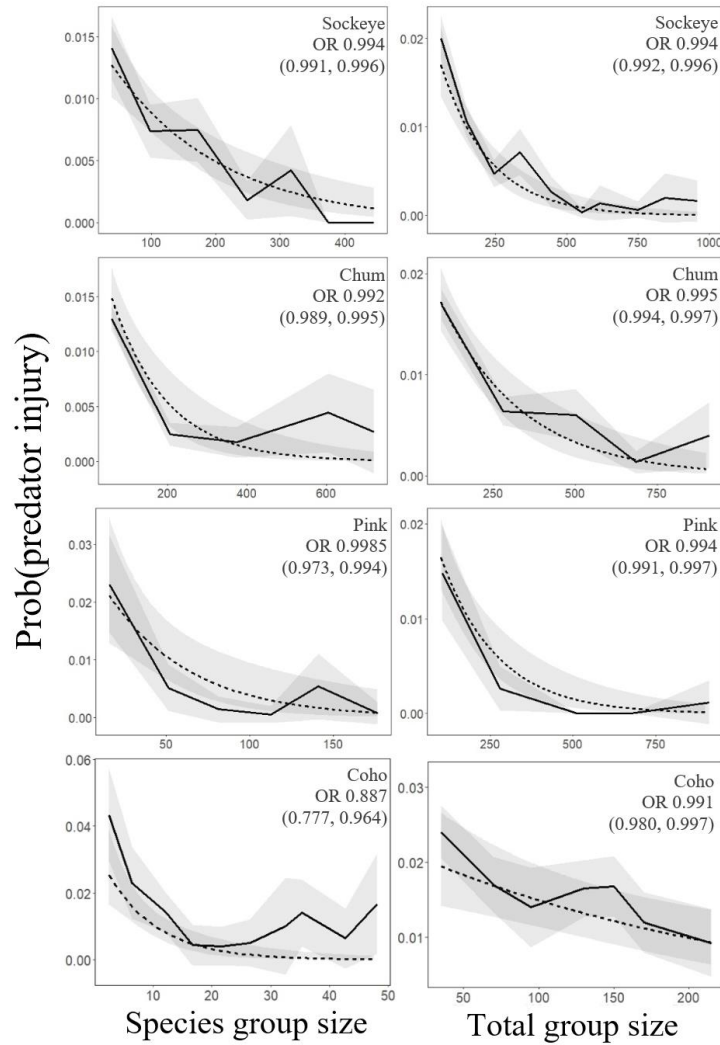 Prob(predator injury)
Sockeye
OR 0.994
(0.991, 0.996)
0.015
0.010
0.005
0.000
100 200 300 400
Sockeye
OR 0.994
(0.992, 0.996)
0.02
0.01
0.00
250 500 750 1000
Chum
OR 0.992
(0.989, 0.995)
0.015
0.010
0.005
0.000
200 400 600
Chum
OR 0.995
(0.994, 0.997)
0.02
0.01
0.00
250 500 750
Pink
OR 0.9985
(0.973, 0.994)
0.03
0.02
0.01
0.00
50 100 150
Pink
OR 0.994
(0.991, 0.997)
0.02
0.01
0.00
250 500 750
Coho
OR 0.887
(0.777, 0.964)
0.06
0.04
0.02
0.00
10 20 30 40 50
Coho
OR 0.991
(0.980, 0.997)
0.03
0.02
0.01
50 100 150 200
Species group size
Total group size